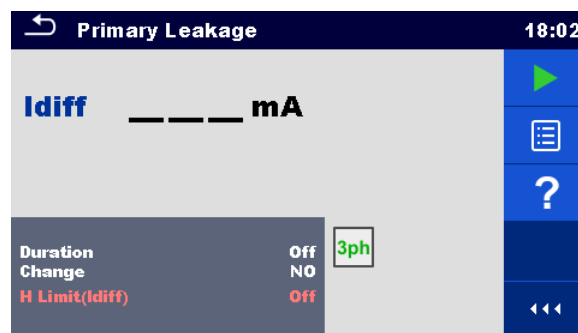 Primary Leakage 18:02
Idiff ___ mA
?
Duration Off
Change NO
H Limit(Idiff) Off
3ph